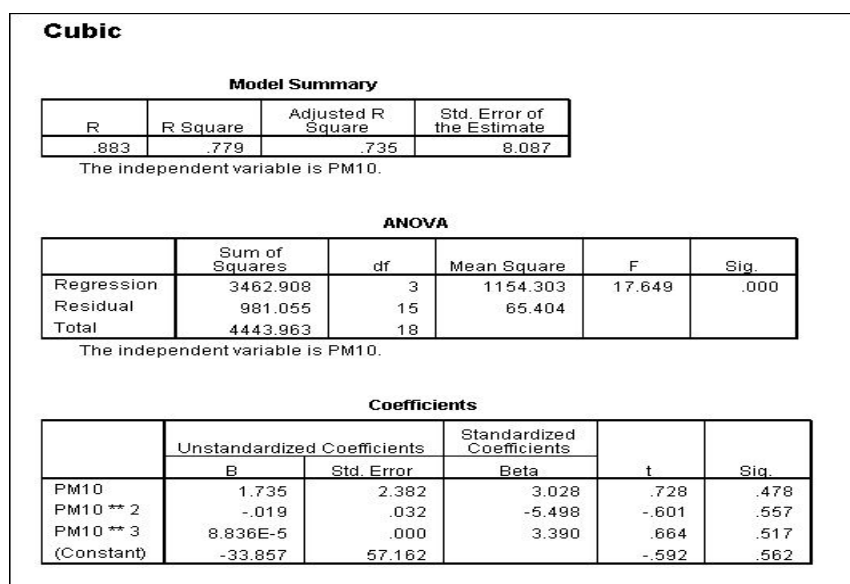 Cubic
Model Summary
R R Square Adjusted R Square Std. Error of the Estimate
.883 .779 .735 8.087
The independent variable is PM10.
ANOVA
Sum of Squares df Mean Square F Sig.
Regression 3462.908 3 1154.303 17.649 .000
Residual 981.055 15 65.404
Total 4443.963 18
The independent variable is PM10.
Coefficients
Unstandardized Coefficients Standardized Coefficients
B Std. Error Beta t Sig.
PM10 1.735 2.382 3.028 .728 .478
PM10 ** 2 -.019 .032 -5.498 -.601 .557
PM10 ** 3 8.836E-5 .000 3.390 .664 .517
(Constant) -33.857 57.162 -.592 .562